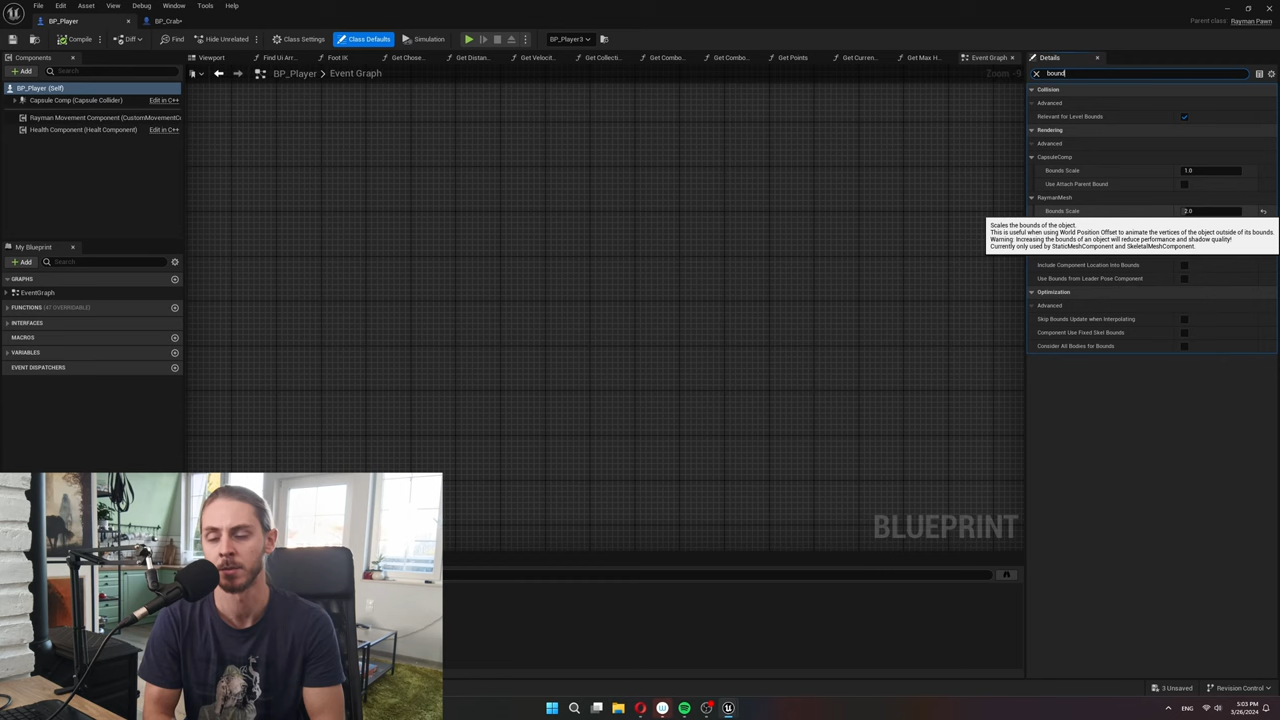 File Edit Asset View Debug Window Tools Help
BP_Player BP_Crab*
Parent class: Rayman Pawn
Compile Diff Find Hide Unrelated Class Settings Class Defaults Simulation BP_Player3
Components
Add Search
BP_Player (Self)
Capsule Comp (Capsule Collider) Edit in C++
Rayman Movement Component (CustomMovementCo
Health Component (Healt Component) Edit in C++
My Blueprint
Add Search
GRAPHS
EventGraph
FUNCTIONS (47 OVERRIDABLE)
INTERFACES
MACROS
VARIABLES
EVENT DISPATCHERS
Viewport Find Ui Arr... Foot IK Get Chose... Get Distan... Get Velocit... Get Collecti... Get Combo... Get Combo... Get Points Get Curren... Get Max H... Event Graph
BP_Player > Event Graph
Zoom -9
BLUEPRINT
Details
bound
Collision
Advanced
Relevant for Level Bounds
Rendering
Advanced
CapsuleComp
Bounds Scale 1.0
Use Attach Parent Bound
RaymanMesh
Bounds Scale 2.0
Scales the bounds of the object.
This is useful when using World Position Offset to animate the vertices of the object outside of its bounds.
Warning: Increasing the bounds of an object will reduce performance and shadow quality!
Currently only used by StaticMeshComponent and SkeletalMeshComponent.
Include Component Location Into Bounds
Use Bounds from Leader Pose Component
Optimization
Advanced
Skip Bounds Update when Interpolating
Component Use Fixed Skel Bounds
Consider All Bodies for Bounds
3 Unsaved Revision Control
ENG 5:03 PM
3/26/2024